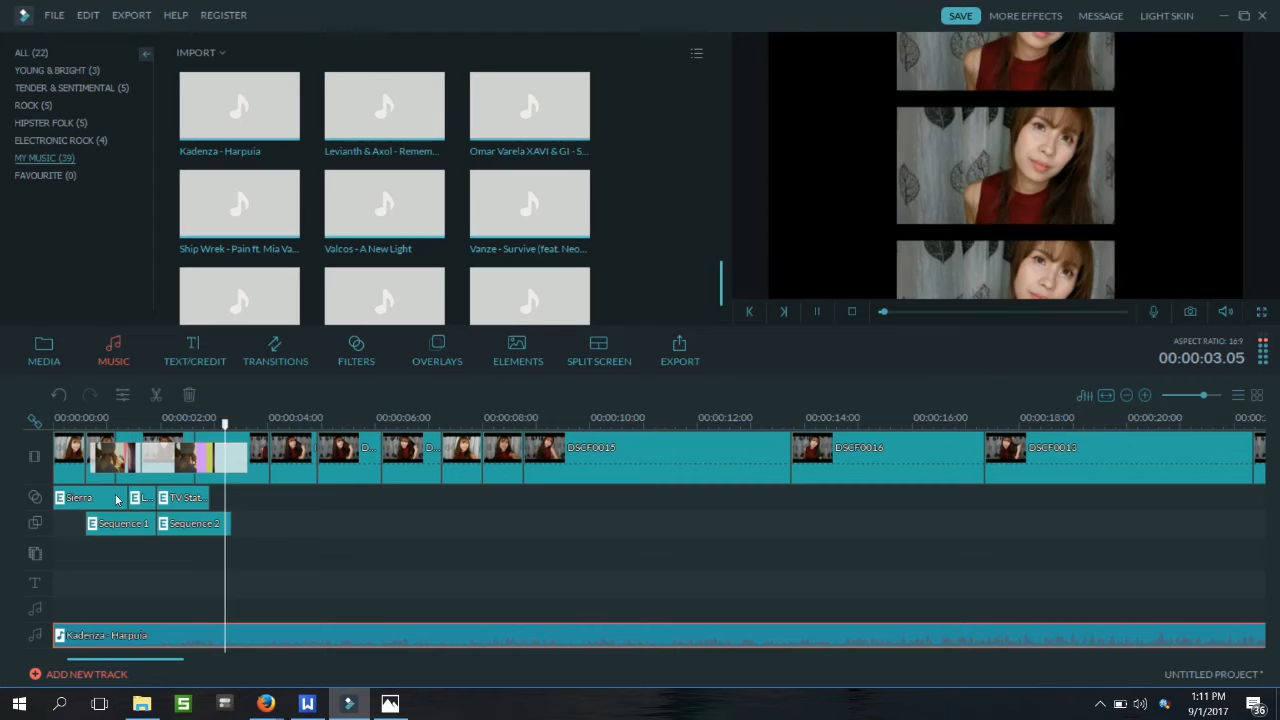 FILE EDIT EXPORT HELP REGISTER SAVE MORE EFFECTS MESSAGE LIGHT SKIN
ALL (22)
YOUNG & BRIGHT (3)
TENDER & SENTIMENTAL (5)
ROCK (5)
HIPSTER FOLK (5)
ELECTRONIC ROCK (4)
MY MUSIC (39)
FAVOURITE (0)
IMPORT
Kadenza - Harpuia Levianth & Axol - Remem... Omar Varela XAVI & GI - S...
Ship Wrek - Pain ft. Mia Va... Valcos - A New Light Vanze - Survive (feat. Neo...
MEDIA MUSIC TEXT/CREDIT TRANSITIONS FILTERS OVERLAYS ELEMENTS SPLIT SCREEN EXPORT
ASPECT RATIO: 16:9
00:00:03.05
00:00:00:00 00:00:02:00 00:00:04:00 00:00:06:00 00:00:08:00 00:00:10:00 00:00:12:00 00:00:14:00 00:00:16:00 00:00:18:00 00:00:20:00 00:00:2
D... D... DSCF0015 DSCF0016 DSCF0013
E Sierra E L... E TV Stat...
E Sequence 1 E Sequence 2
T
Kadenza - Harpuia
ADD NEW TRACK UNTITLED PROJECT *
S W 1:11 PM
9/1/2017 36